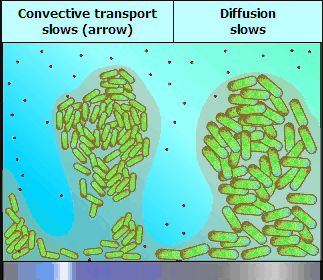 Convective transport
slows (arrow)
Diffusion
slows